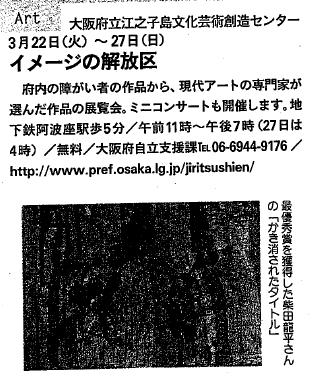 Art
大阪府立江之子島文化芸術創造センター
3月22日(火)～27日(日)
イメージの解放区
府内の障がい者の作品から、現代アートの専門家が
選んだ作品の展覧会。ミニコンサートも開催します。地
下鉄阿波座駅歩5分／午前11時～午後7時(27日は
4時)／無料／大阪府自立支援課℡06-6944-9176／
http://www.pref.osaka.lg.jp/jiritsushien/
最優秀賞を獲得した柴田龍平さん
の「かき消されたタイトル」